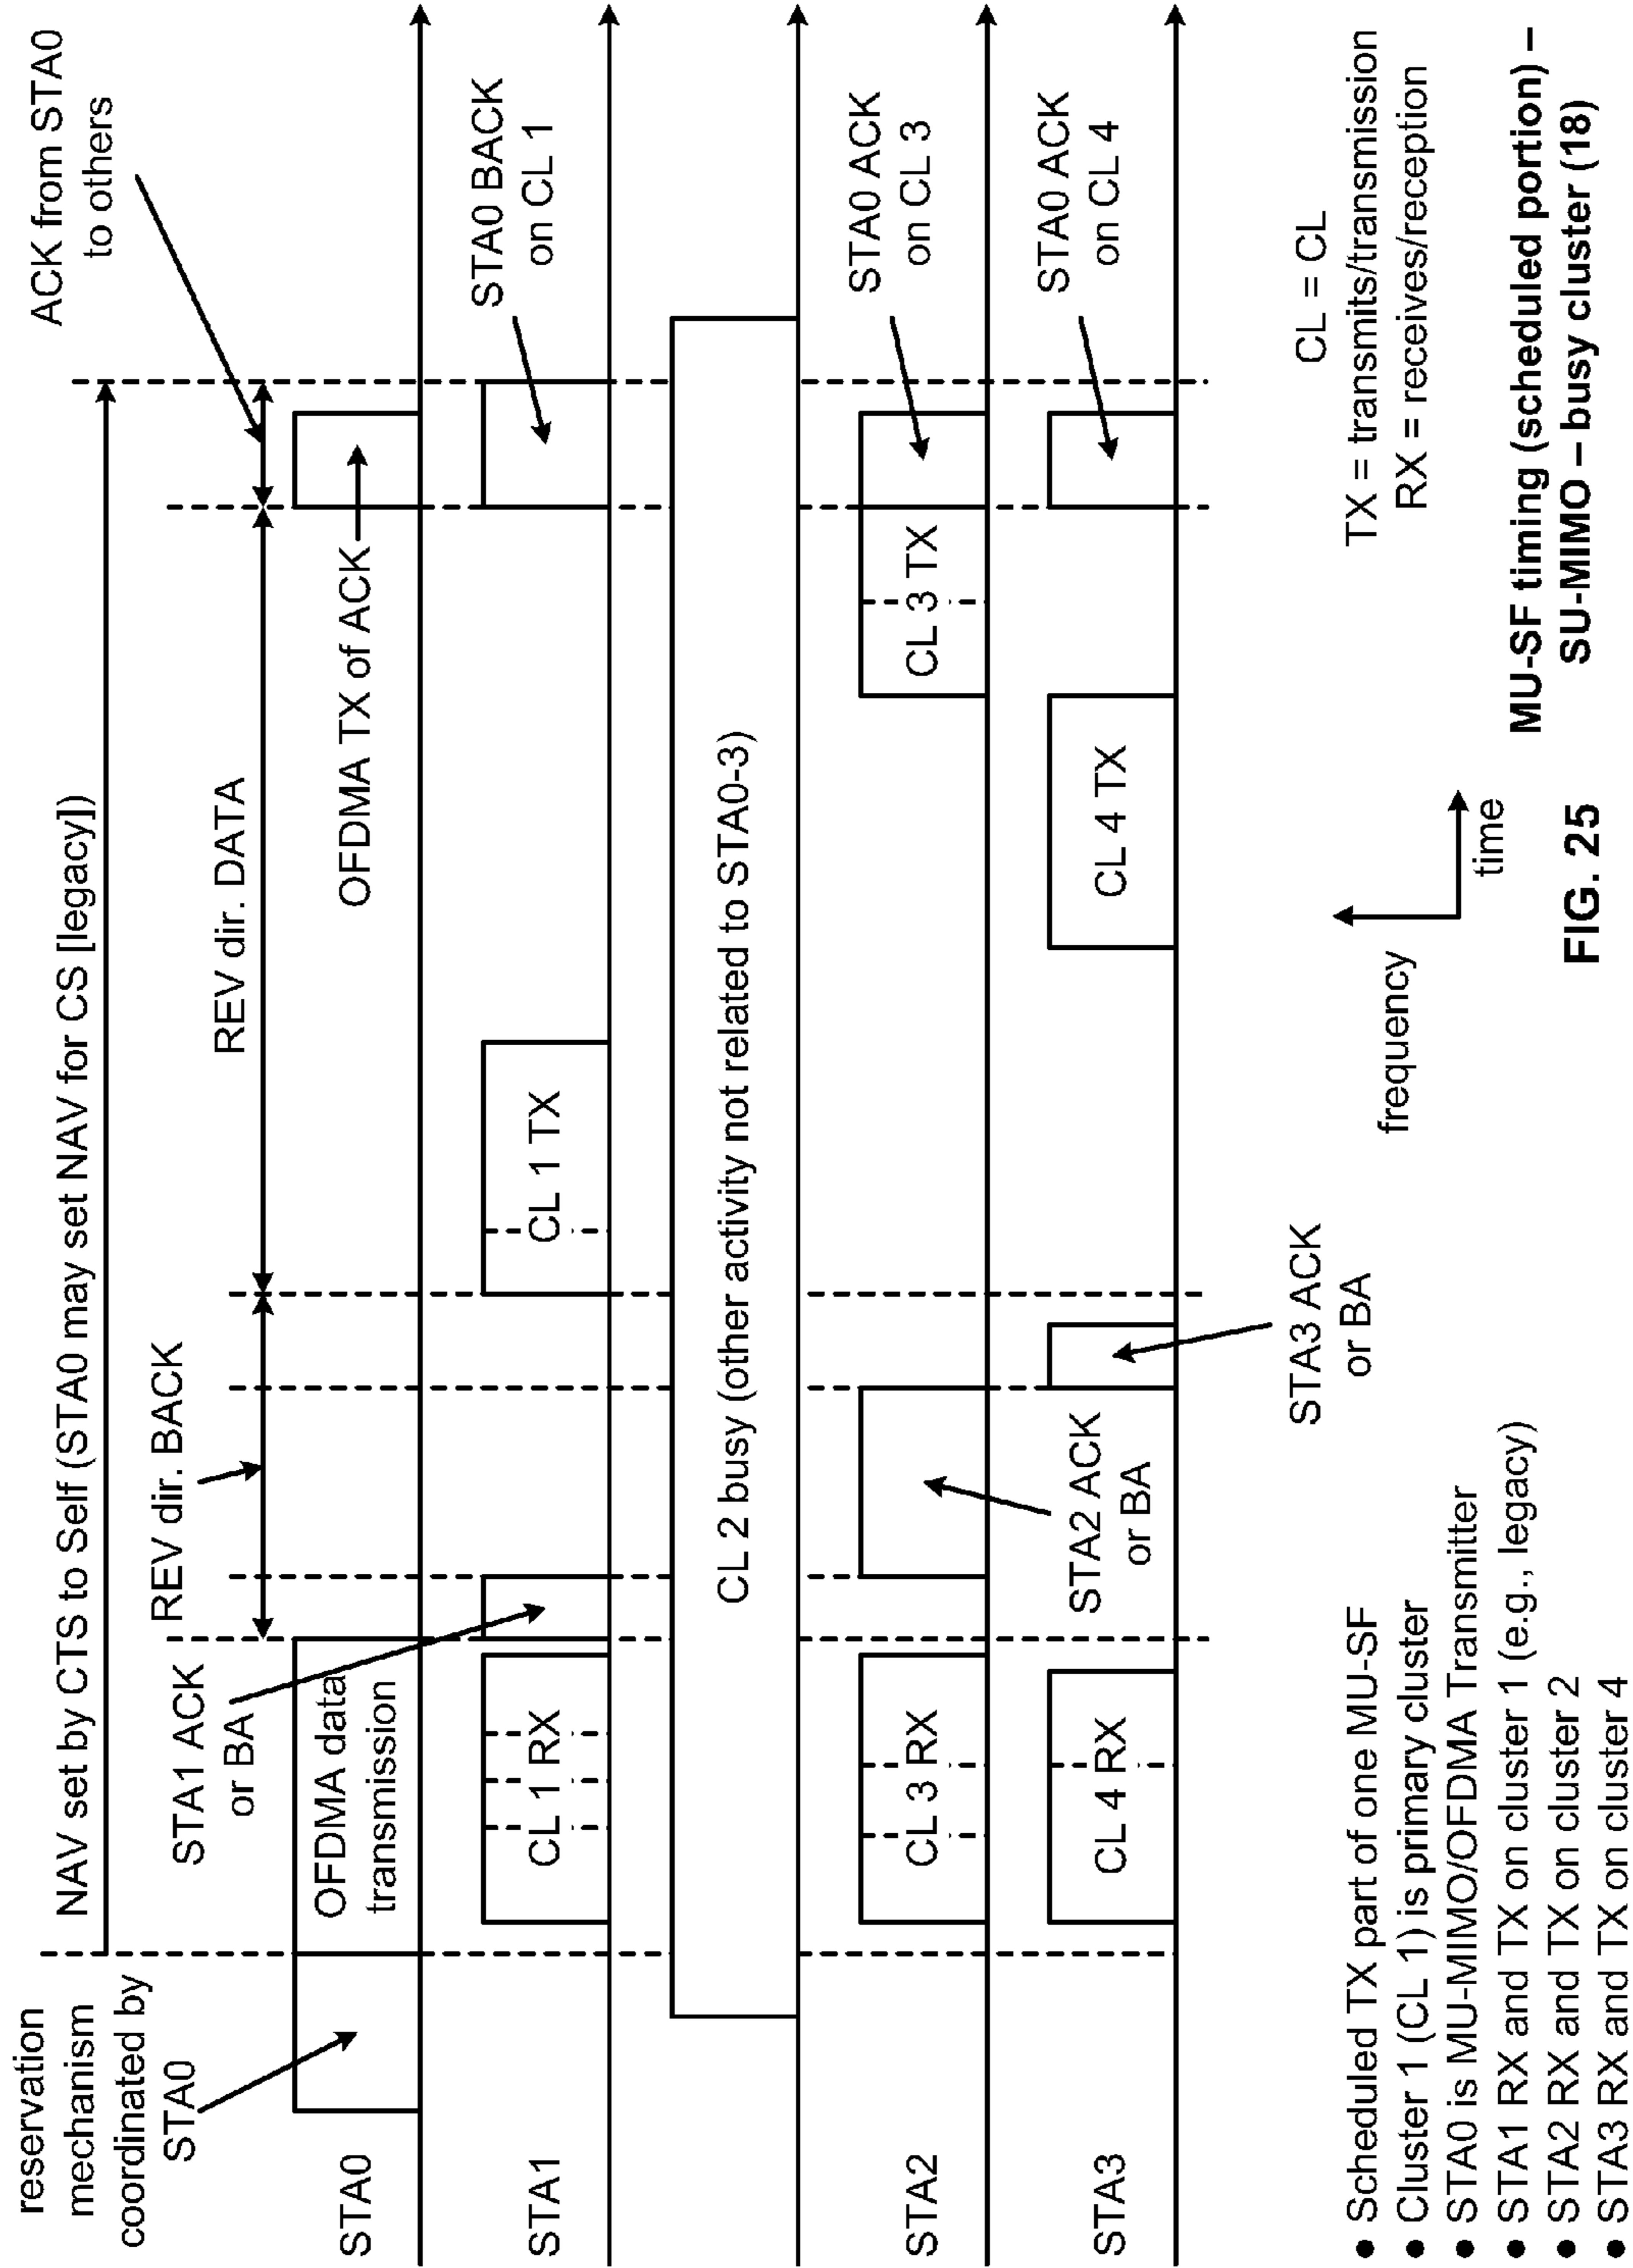 reservation
mechanism
coordinated by
STA0
NAV set by CTS to Self (STA0 may set NAV for CS [legacy])
ACK from STA0
to others
STA1 ACK
or BA
REV dir. BACK
REV dir. DATA
STA0
OFDMA data
transmission
OFDMA TX of ACK
STA1
CL 1 RX
CL 1 TX
STA0 BACK
on CL 1
CL 2 busy (other activity not related to STA0-3)
STA2
CL 3 RX
STA2 ACK
or BA
CL 3 TX
STA0 ACK
on CL 3
STA3
CL 4 RX
STA3 ACK
or BA
CL 4 TX
STA0 ACK
on CL 4
● Scheduled TX part of one MU-SF
● Cluster 1 (CL 1) is primary cluster
● STA0 is MU-MIMO/OFDMA Transmitter
● STA1 RX and TX on cluster 1 (e.g., legacy)
● STA2 RX and TX on cluster 2
● STA3 RX and TX on cluster 4
frequency
time
CL = CL
TX = transmits/transmission
RX = receives/reception
FIG. 25
MU-SF timing (scheduled portion) –
SU-MIMO – busy cluster (18)